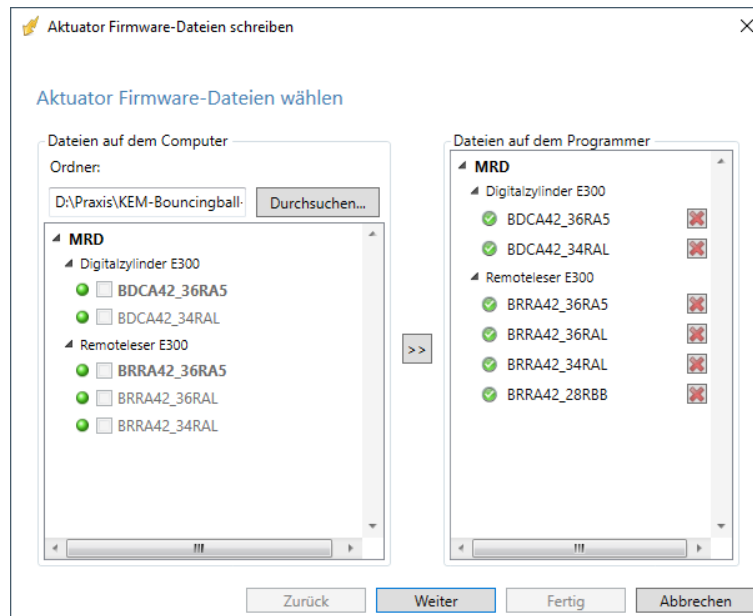 Aktuator Firmware-Dateien schreiben
Aktuator Firmware-Dateien wählen
Dateien auf dem Computer
Ordner:
D:\Praxis\KEM-Bouncingball- Durchsuchen...
MRD
Digitalzylinder E300
BDCA42_36RA5
BDCA42_34RAL
Remoteleser E300
BRRA42_36RA5
BRRA42_36RAL
BRRA42_34RAL
>>
Dateien auf dem Programmer
MRD
Digitalzylinder E300
BDCA42_36RA5
BDCA42_34RAL
Remoteleser E300
BRRA42_36RA5
BRRA42_36RAL
BRRA42_34RAL
BRRA42_28RBB
Zurück Weiter Fertig Abbrechen